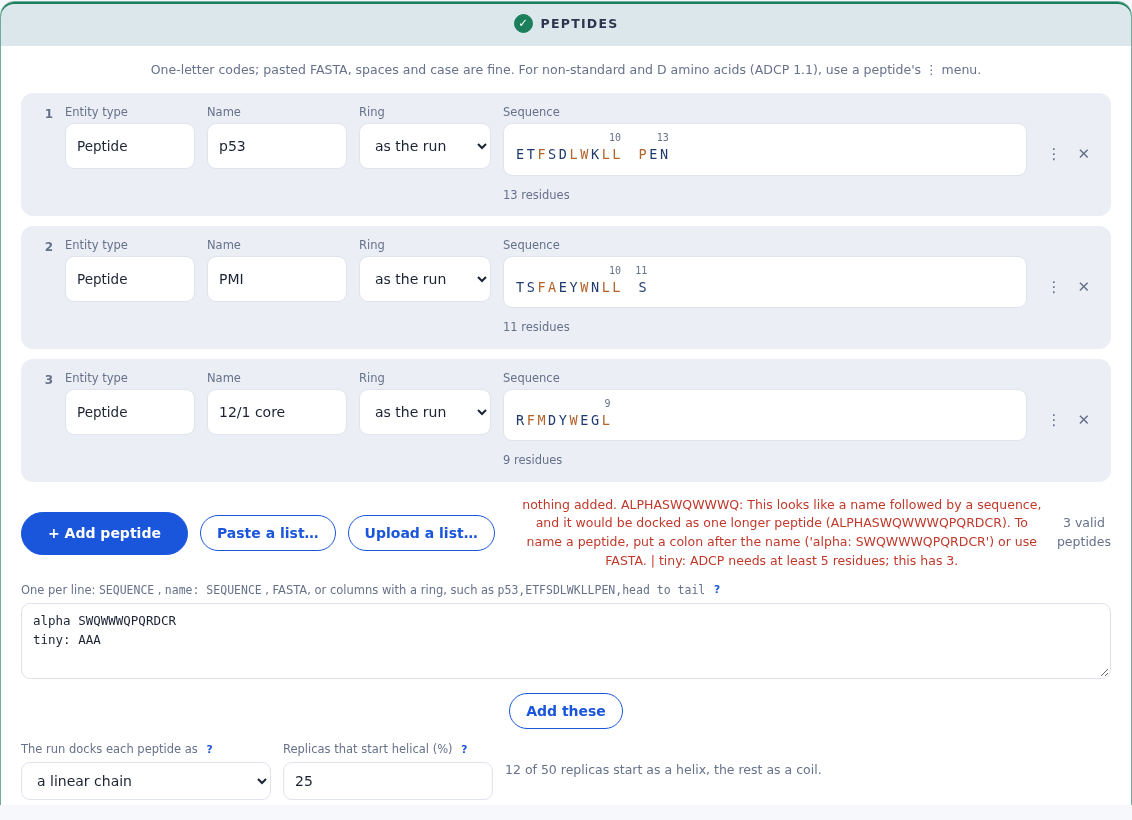 ✓ PEPTIDES
One-letter codes; pasted FASTA, spaces and case are fine. For non-standard and D amino acids (ADCP 1.1), use a peptide's ⋮ menu.
1 Entity type Name Ring Sequence
10 13
Peptide p53 as the run ETFSDLWKLL PEN ⋮ ✕
13 residues
2 Entity type Name Ring Sequence
10 11
Peptide PMI as the run TSFAEYWNLL S ⋮ ✕
11 residues
3 Entity type Name Ring Sequence
9
Peptide 12/1 core as the run RFMDYWEGL ⋮ ✕
9 residues
+ Add peptide Paste a list… Upload a list…
nothing added. ALPHASWQWWWQ: This looks like a name followed by a sequence,
and it would be docked as one longer peptide (ALPHASWQWWWQPQRDCR). To
name a peptide, put a colon after the name ('alpha: SWQWWWQPQRDCR') or use
FASTA. | tiny: ADCP needs at least 5 residues; this has 3.
3 valid
peptides
One per line: SEQUENCE , name: SEQUENCE , FASTA, or columns with a ring, such as p53,ETFSDLWKLLPEN,head to tail ?
alpha SWQWWWQPQRDCR
tiny: AAA
Add these
The run docks each peptide as ? Replicas that start helical (%) ?
a linear chain 25 12 of 50 replicas start as a helix, the rest as a coil.